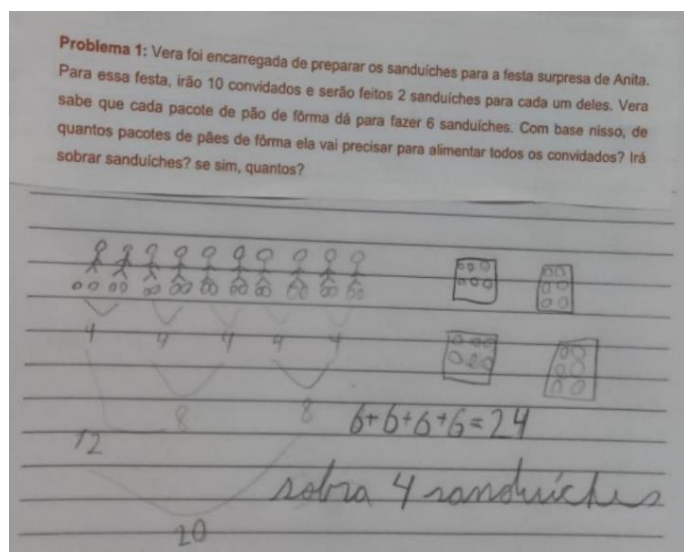 Problema 1: Vera foi encarregada de preparar os sanduíches para a festa surpresa de Anita.
Para essa festa, irão 10 convidados e serão feitos 2 sanduíches para cada um deles. Vera
sabe que cada pacote de pão de fôrma dá para fazer 6 sanduíches. Com base nisso, de
quantos pacotes de pães de fôrma ela vai precisar para alimentar todos os convidados? Irá
sobrar sanduíches? se sim, quantos?
4 4 4 4 4
8 8
6+6+6+6=24
12
sobra 4 sanduíches
20